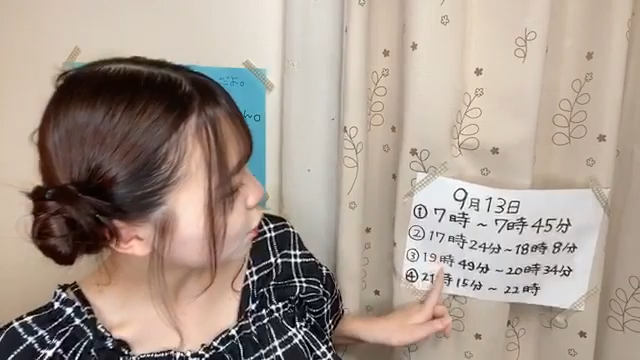 9月13日
① 7時〜7時45分
② 17時24分〜18時8分
③ 19時49分〜20時34分
④ 21時15分〜22時